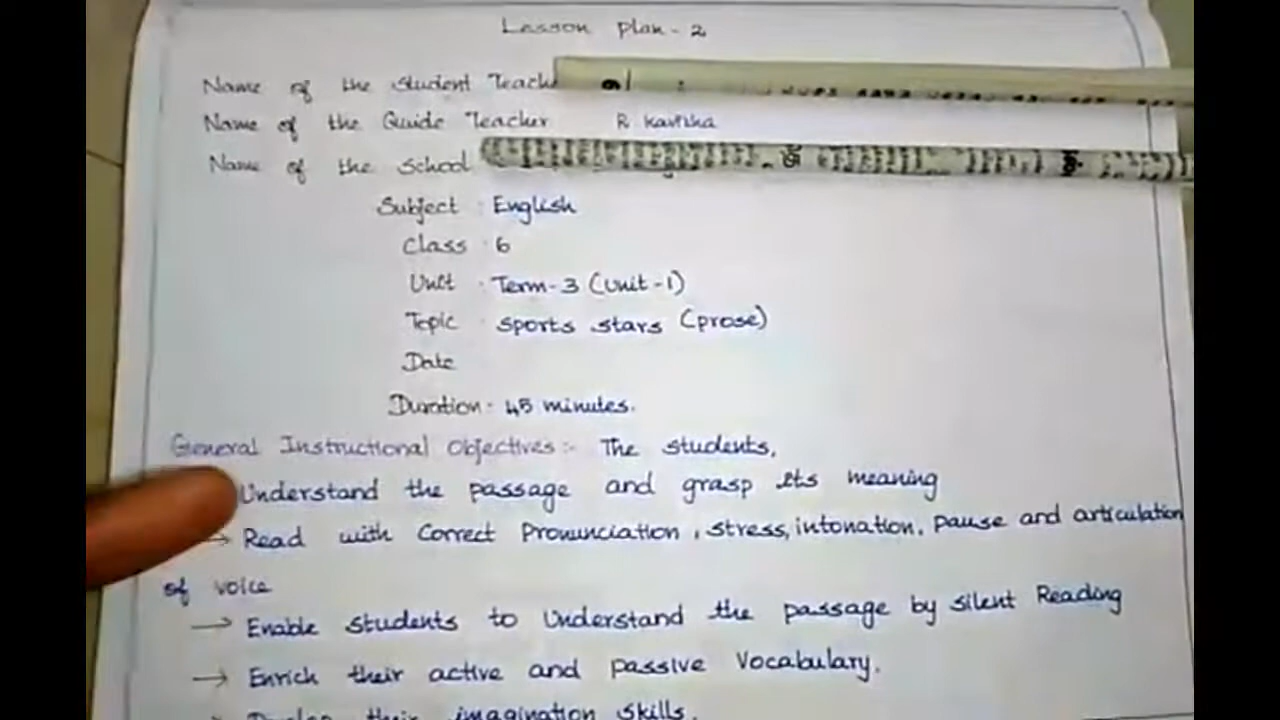 Lesson Plan - 2
Name of the Student Teache
Name of the Guide Teacher R. Kavitha
Name of the School
Subject : English
Class : 6
Unit : Term - 3 (Unit - 1)
Topic : Sports stars (prose)
Date
Duration : 45 minutes.
General Instructional Objectives :- The students,
Understand the passage and grasp its meaning
→ Read with Correct Pronunciation, stress, intonation, pause and articulation
of voice
→ Enable students to Understand the passage by silent Reading
→ Enrich their active and passive Vocabulary.
→ Develop their imagination skills.